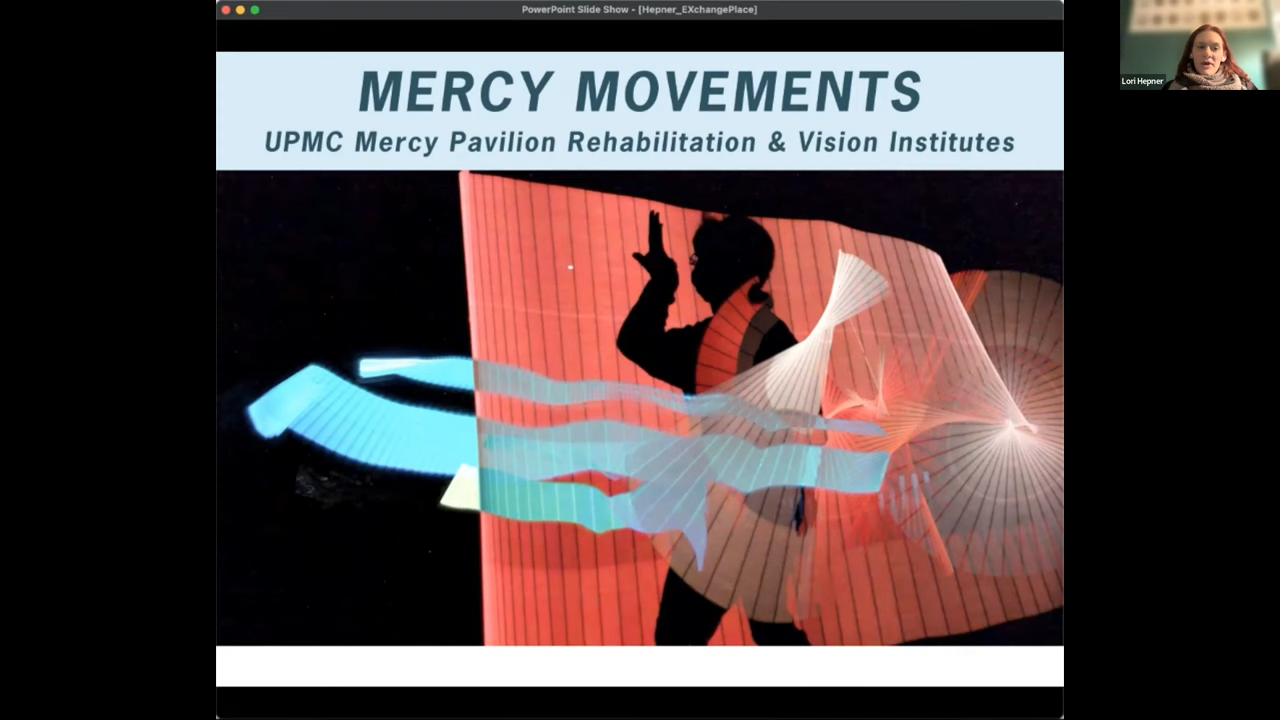 PowerPoint Slide Show - [Hepner_EXchangePlace]
MERCY MOVEMENTS
UPMC Mercy Pavilion Rehabilitation & Vision Institutes
Lori Hepner